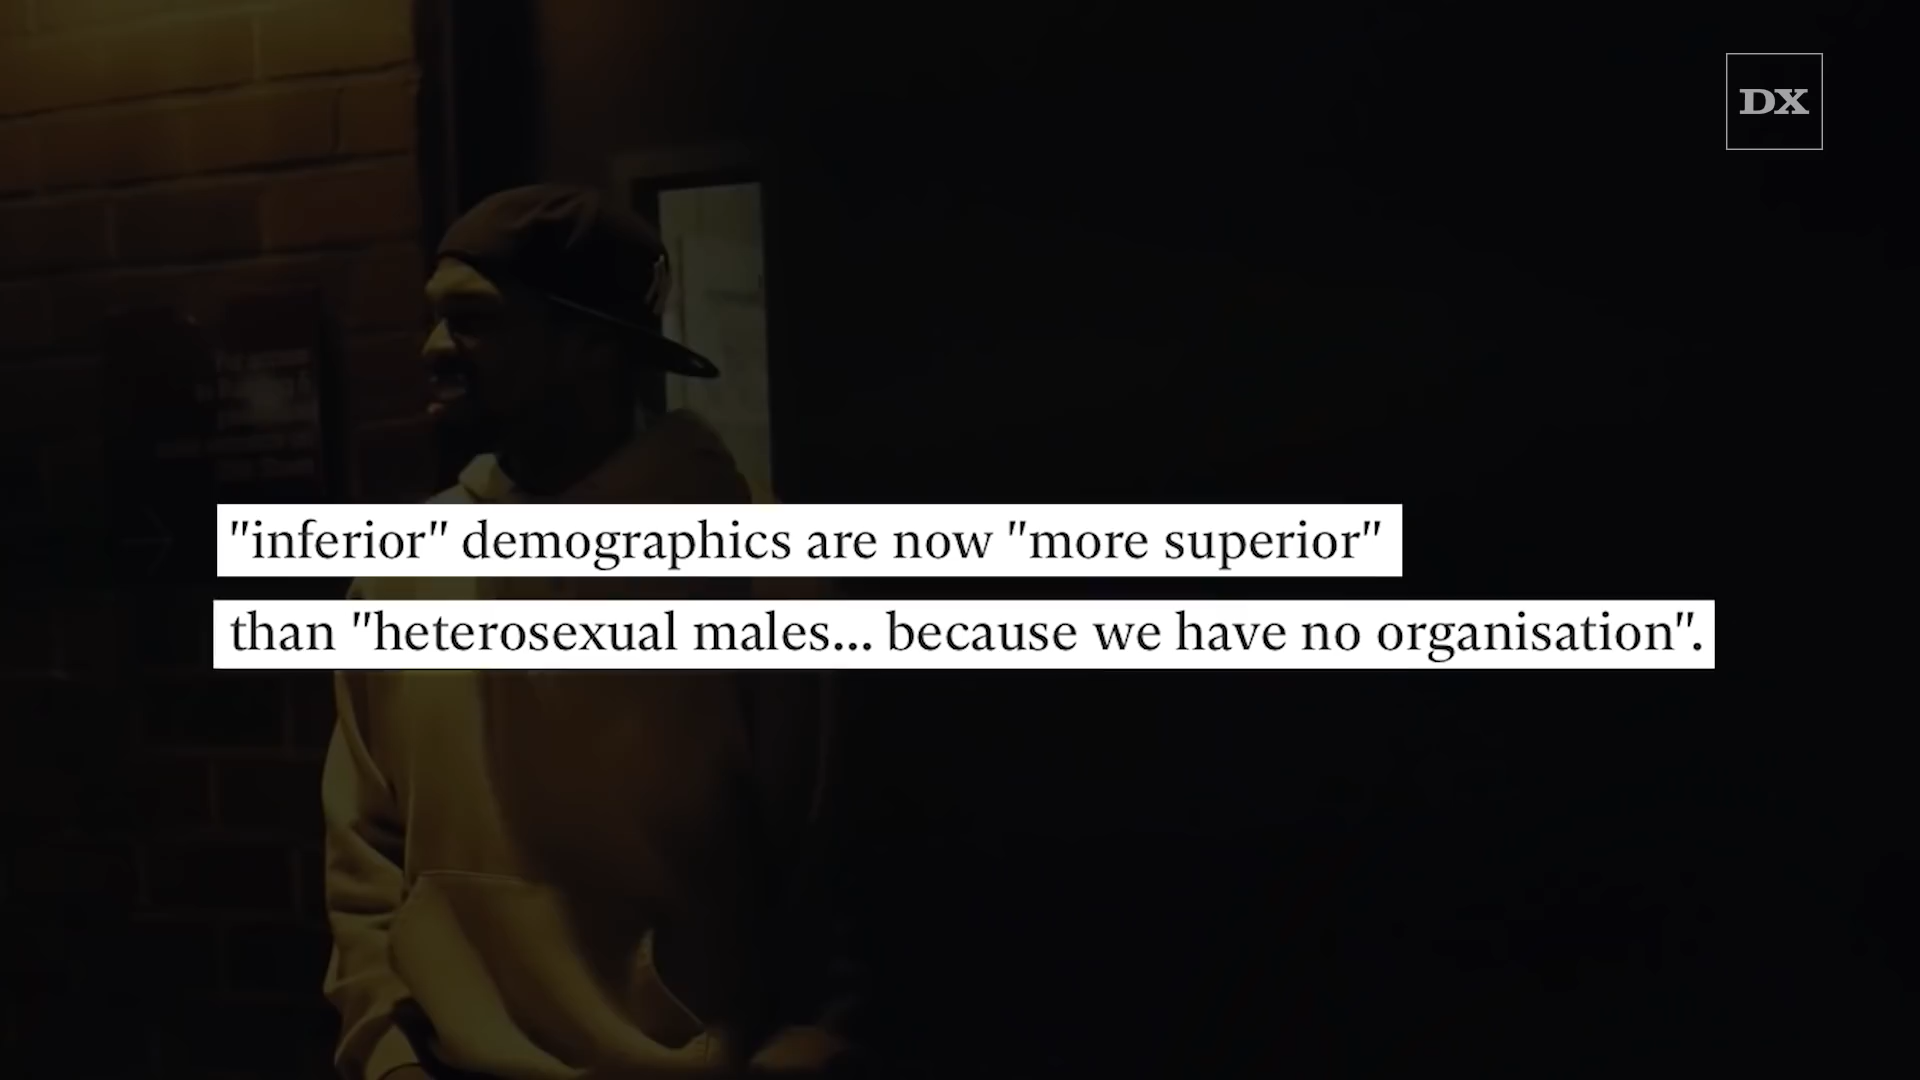 DX
"inferior" demographics are now "more superior"
than "heterosexual males... because we have no organisation".